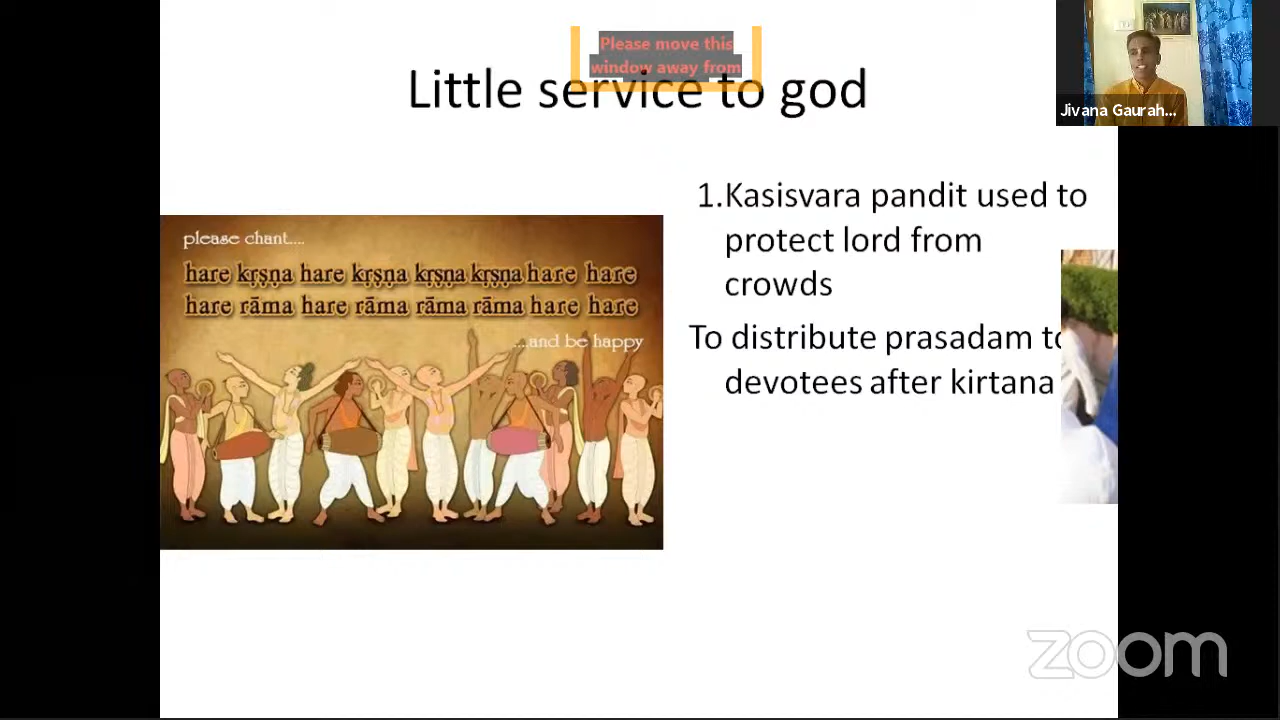 Please move this
window away from
Little service to god
Jivana Gaurah...
1.Kasisvara pandit used to
protect lord from
crowds
To distribute prasadam to
devotees after kirtana
please chant....
hare kṛṣṇa hare kṛṣṇa kṛṣṇa kṛṣṇa hare hare
hare rāma hare rāma rāma rāma hare hare
....and be happy
zoom